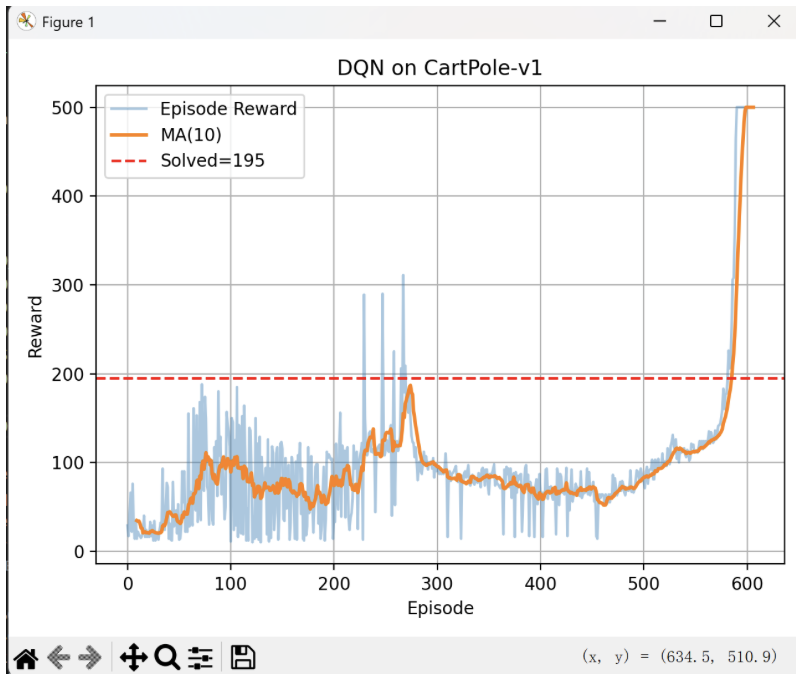 Figure 1
DQN on CartPole-v1
Episode Reward
MA(10)
Solved=195
500
400
300
200
100
0
Reward
0 100 200 300 400 500 600
Episode
(x, y) = (634.5, 510.9)